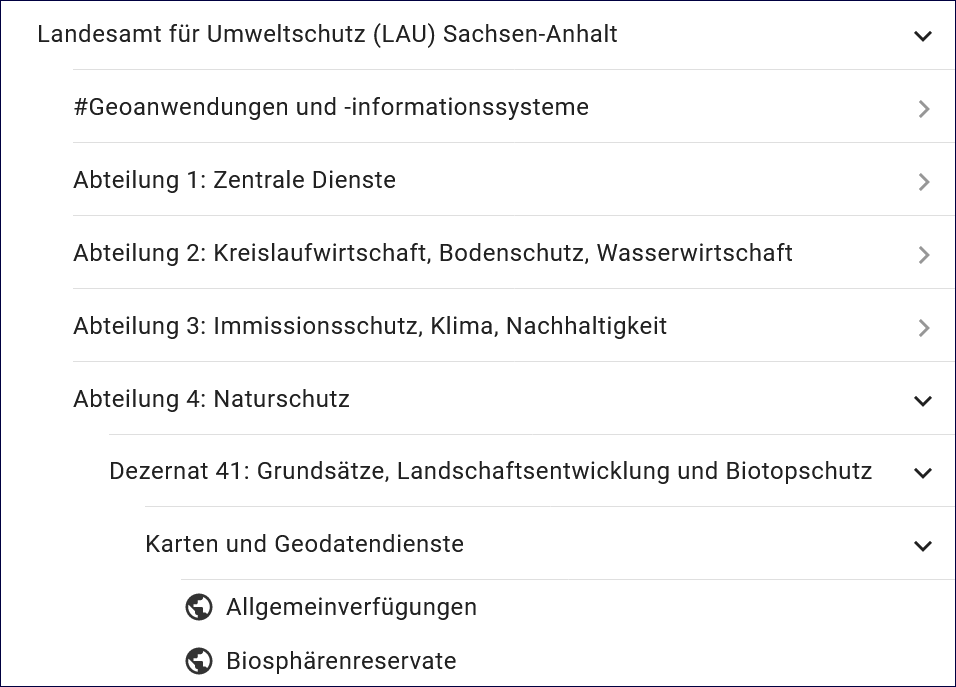 Landesamt für Umweltschutz (LAU) Sachsen-Anhalt
#Geoanwendungen und -informationssysteme
Abteilung 1: Zentrale Dienste
Abteilung 2: Kreislaufwirtschaft, Bodenschutz, Wasserwirtschaft
Abteilung 3: Immissionsschutz, Klima, Nachhaltigkeit
Abteilung 4: Naturschutz
Dezernat 41: Grundsätze, Landschaftsentwicklung und Biotopschutz
Karten und Geodatendienste
Allgemeinverfügungen
Biosphärenreservate